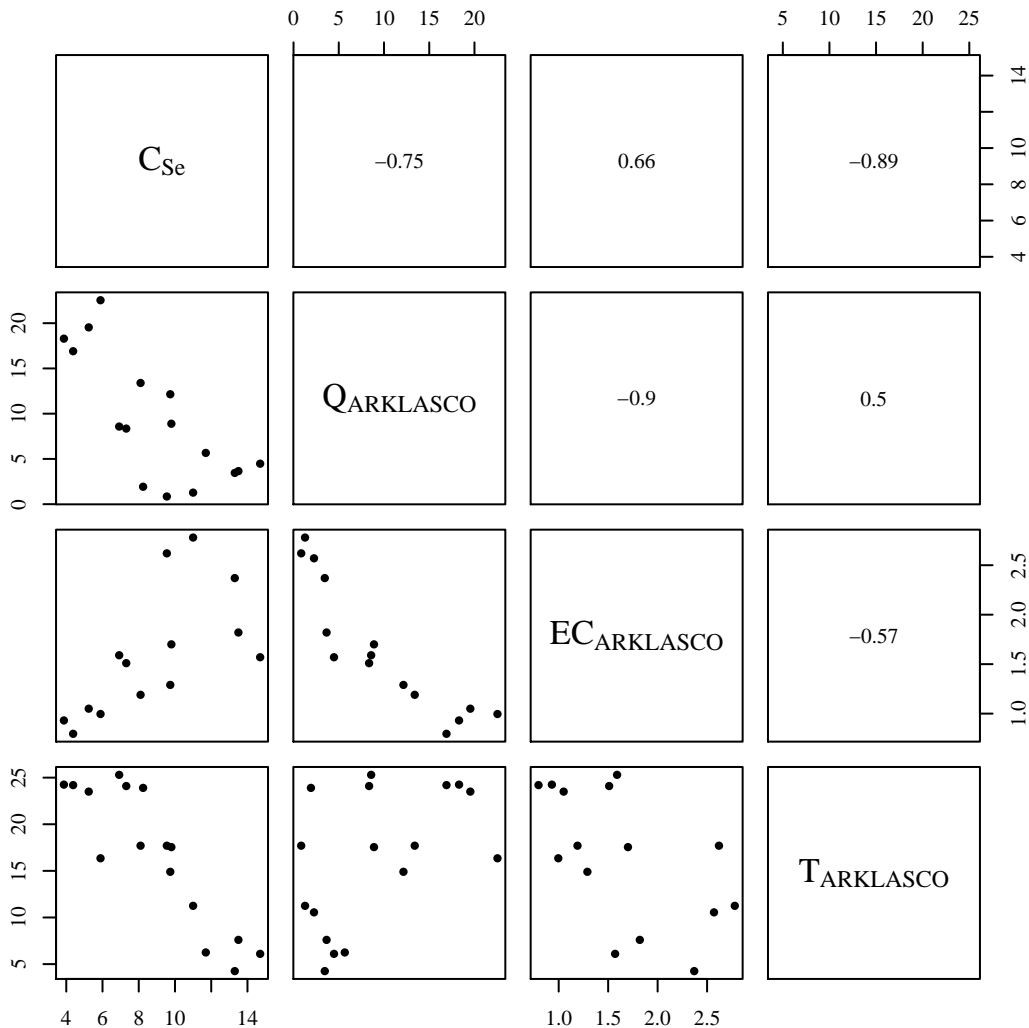 0 5 10 15 20 5 10 15 20 25
C_Se −0.75 0.66 −0.89
4 6 8 10 14
0 5 10 15 20
Q_ARKLASCO −0.9 0.5
EC_ARKLASCO −0.57
1.0 1.5 2.0 2.5
5 10 15 20 25
T_ARKLASCO
4 6 8 10 14 1.0 1.5 2.0 2.5